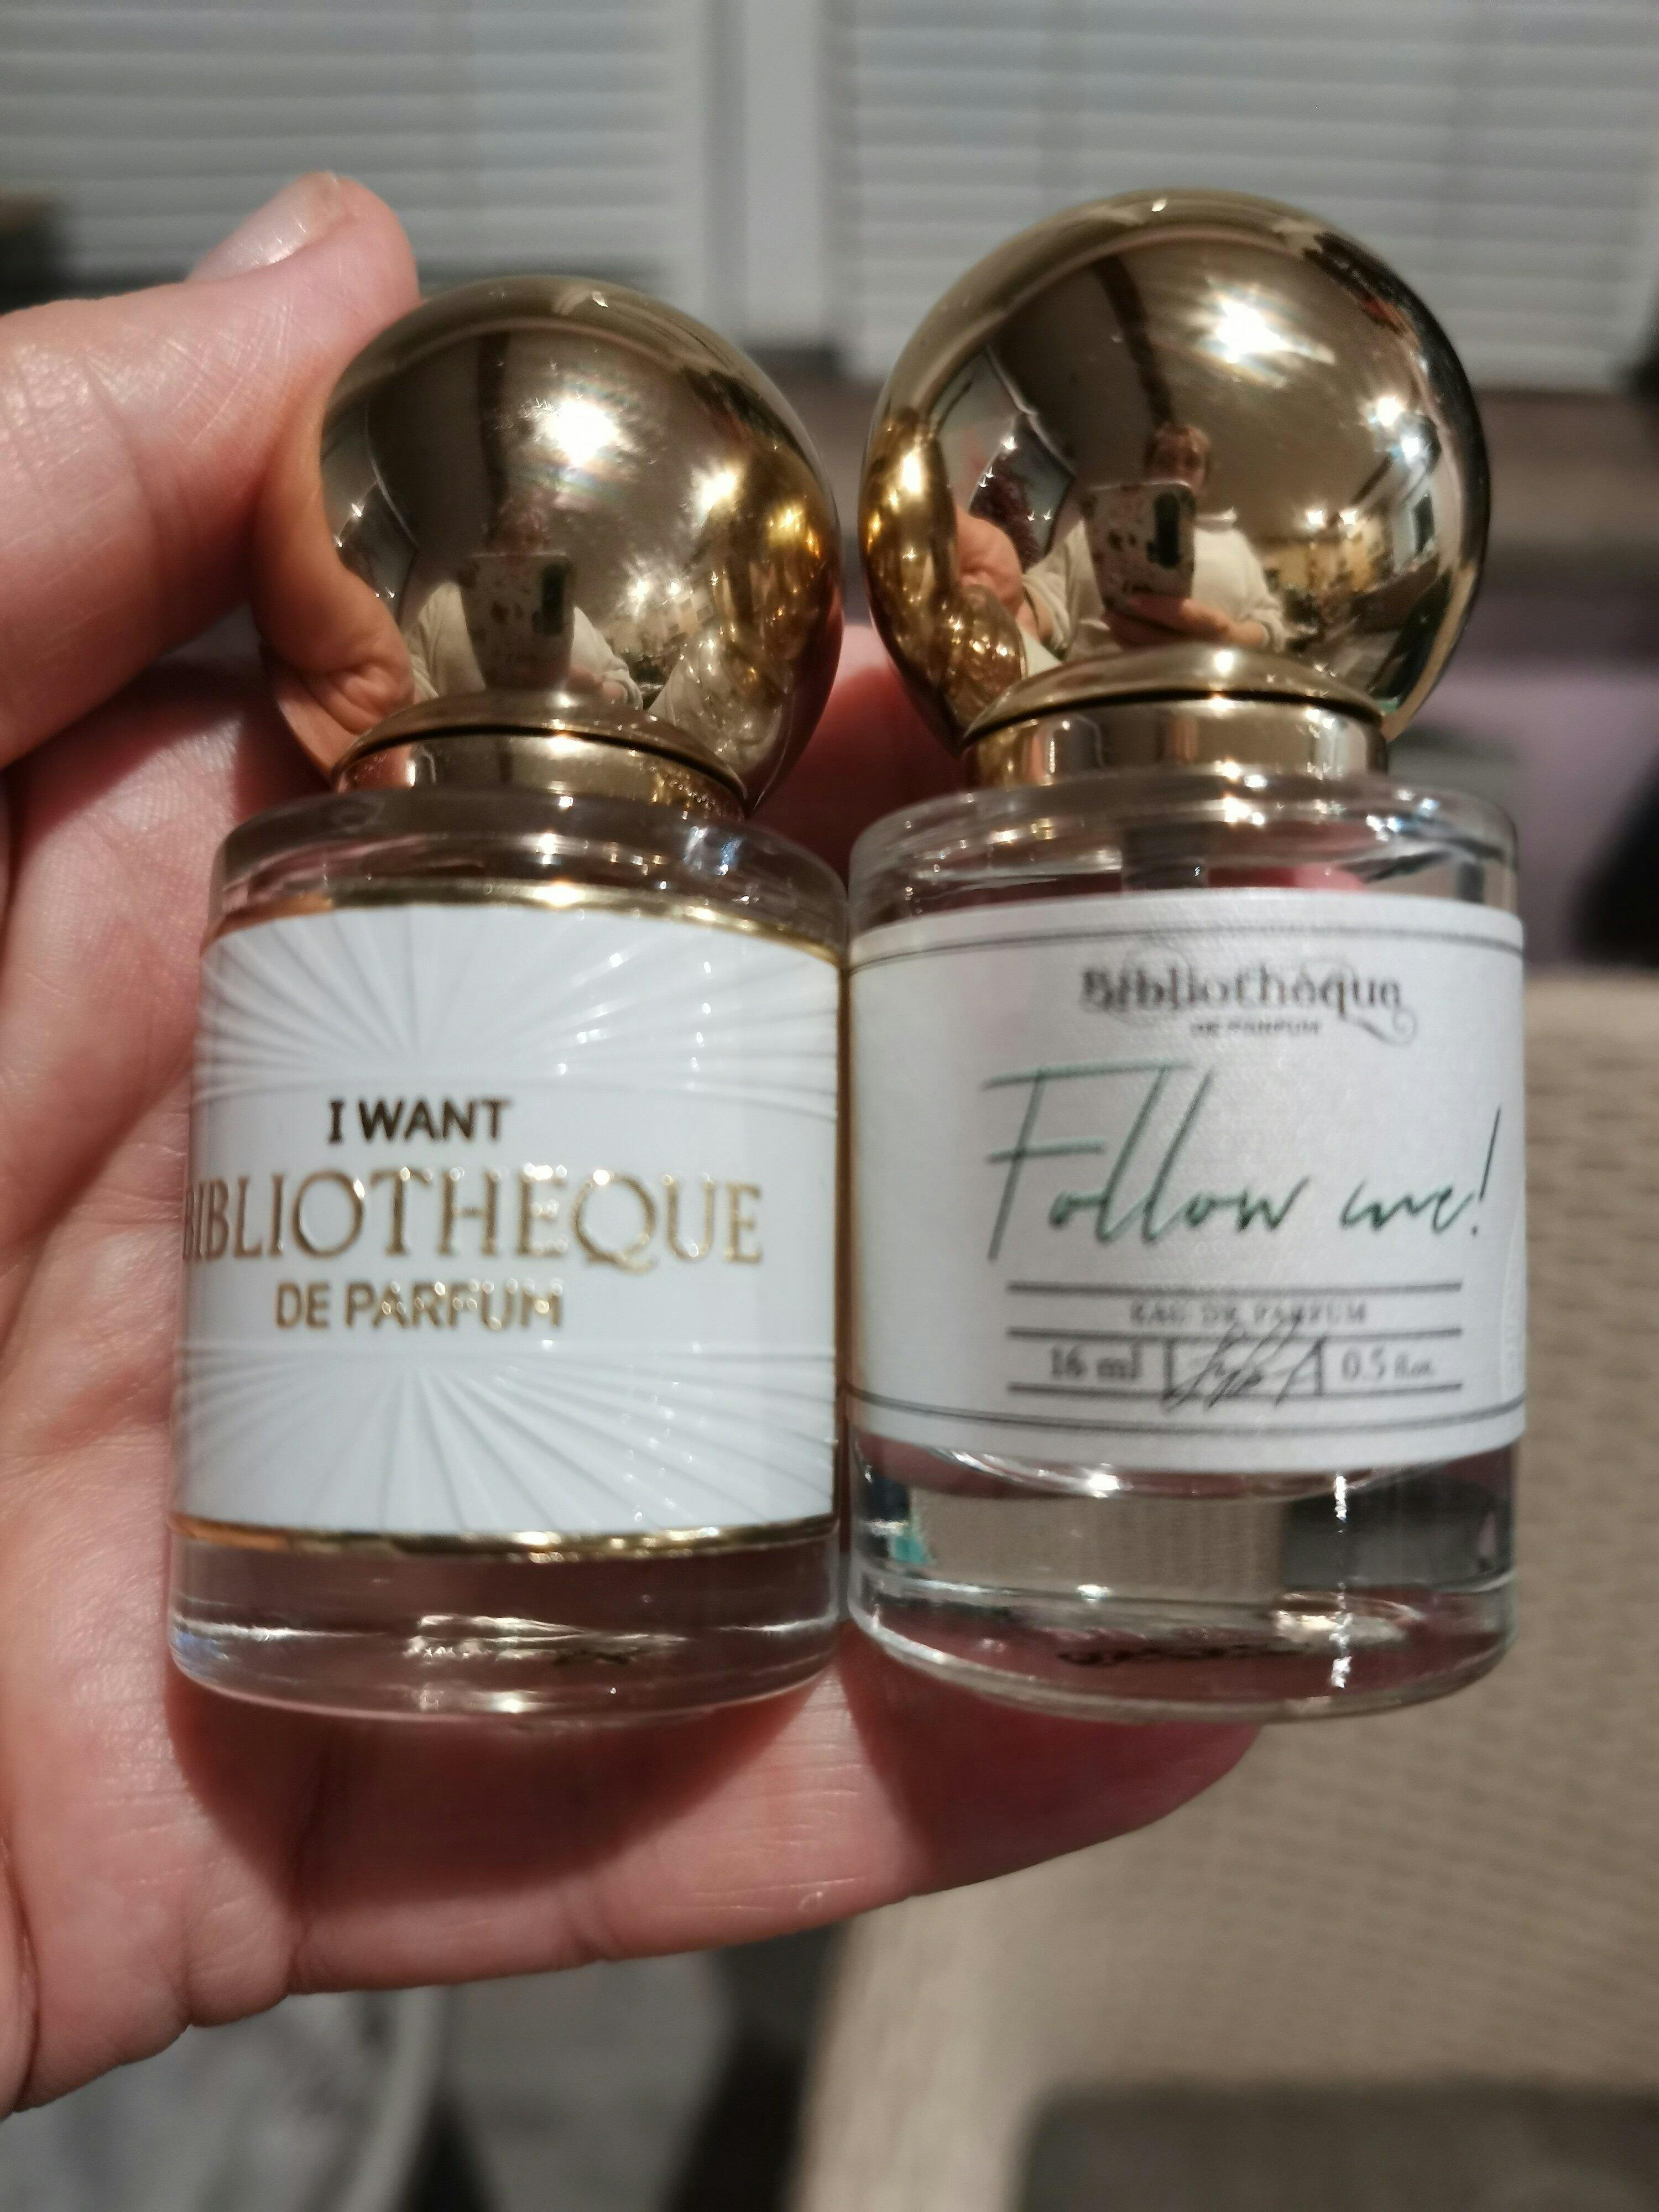 I WANT
BIBLIOTHEQUE
DE PARFUM
Bibliothèque
DE PARFUM
Follow me!
EAU DE PARFUM
16 ml 0.5 fl.oz.